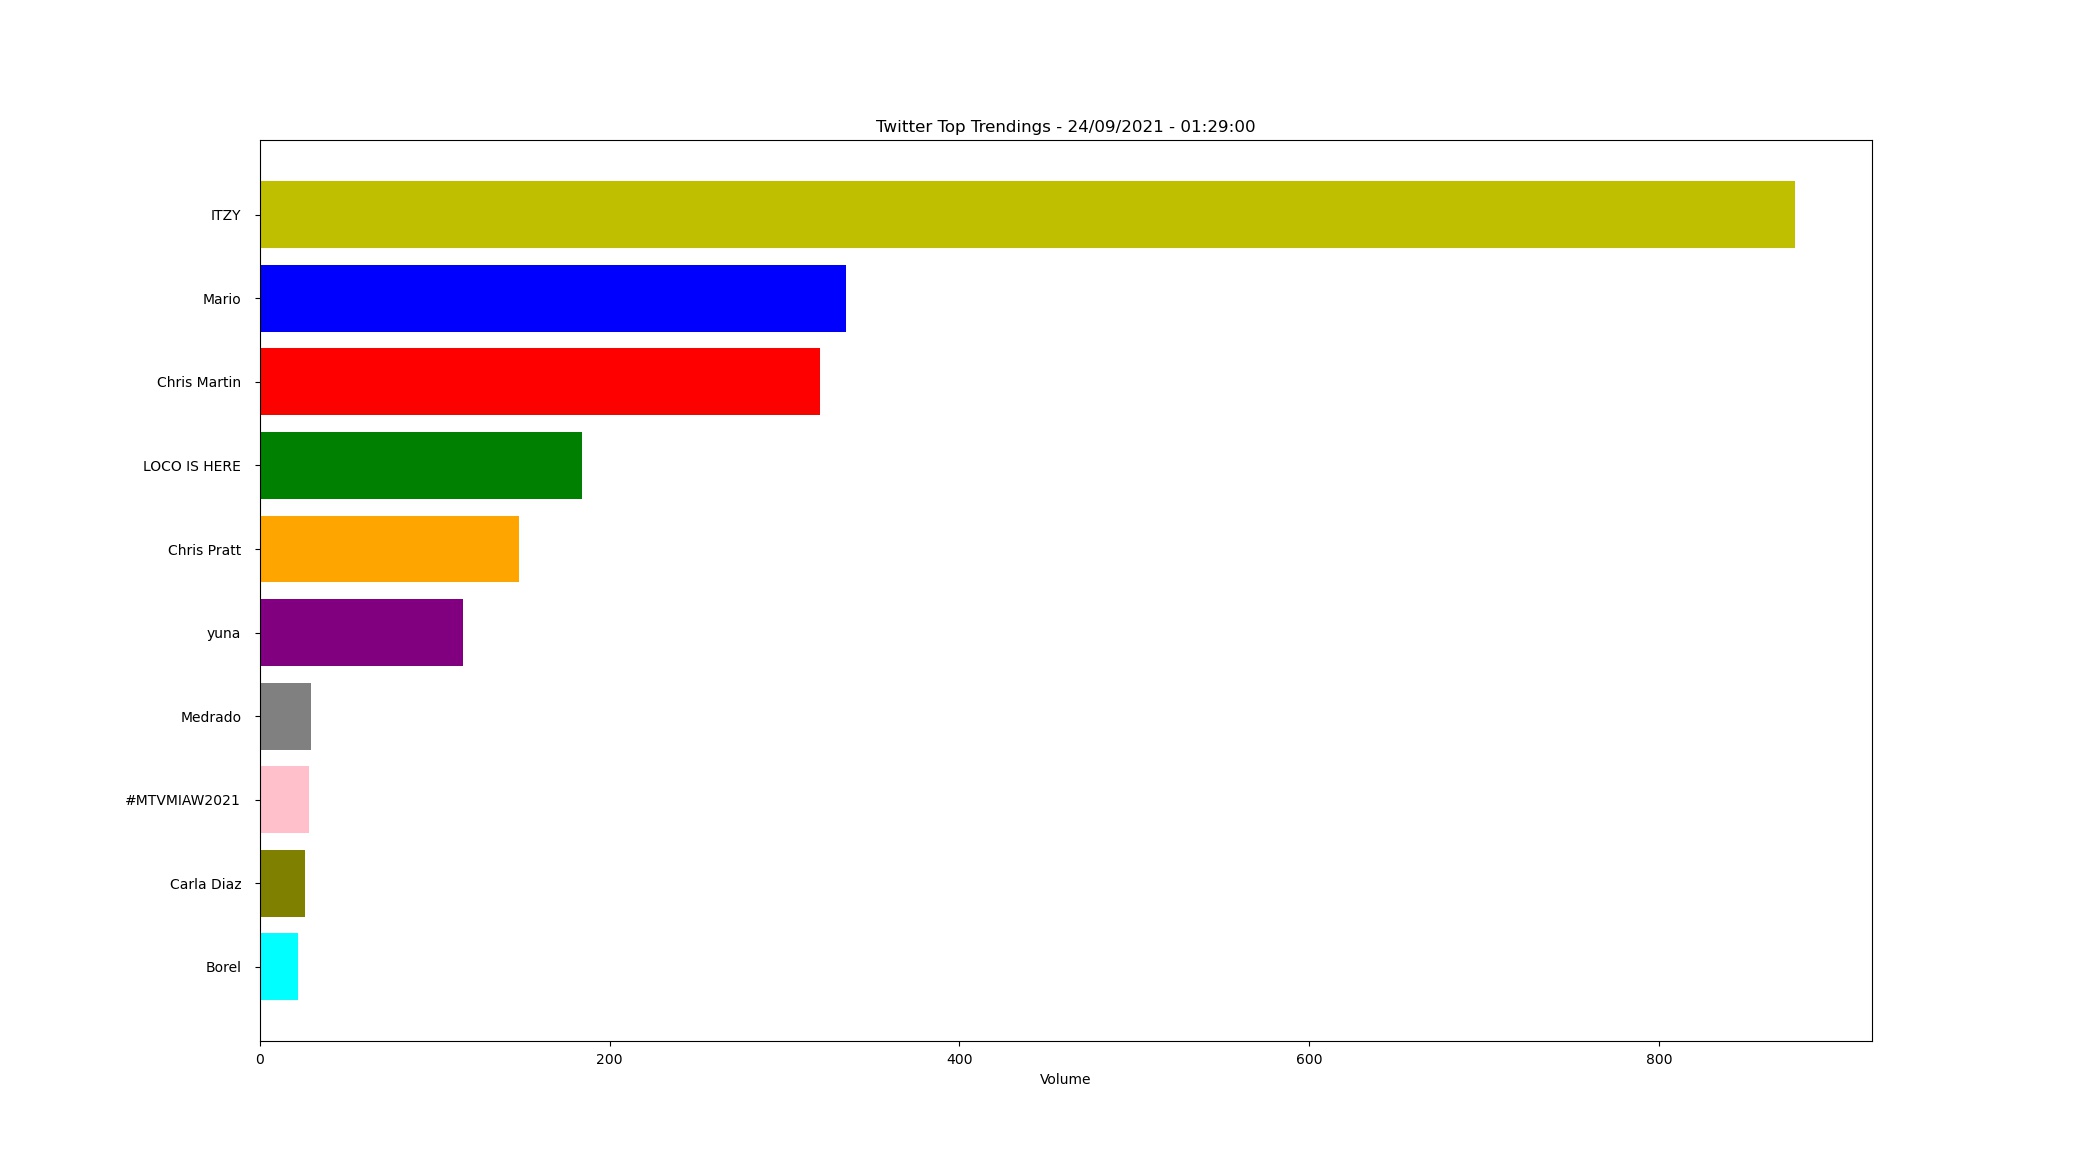 Twitter Top Trendings - 24/09/2021 - 01:29:00
ITZY
Mario
Chris Martin
LOCO IS HERE
Chris Pratt
yuna
Medrado
#MTVMIAW2021
Carla Diaz
Borel
0 200 400 600 800
Volume